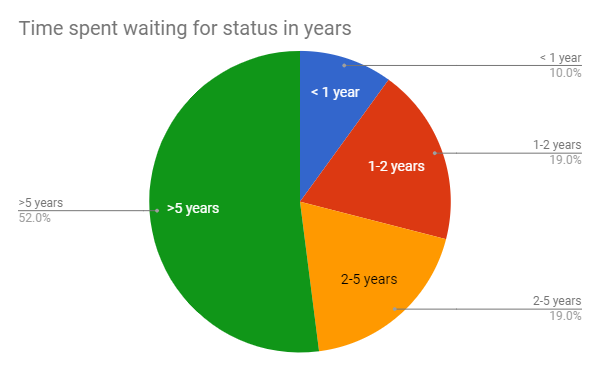 Time spent waiting for status in years
< 1 year
10.0%
< 1 year
1-2 years
19.0%
1-2 years
>5 years
52.0%
>5 years
2-5 years
2-5 years
19.0%